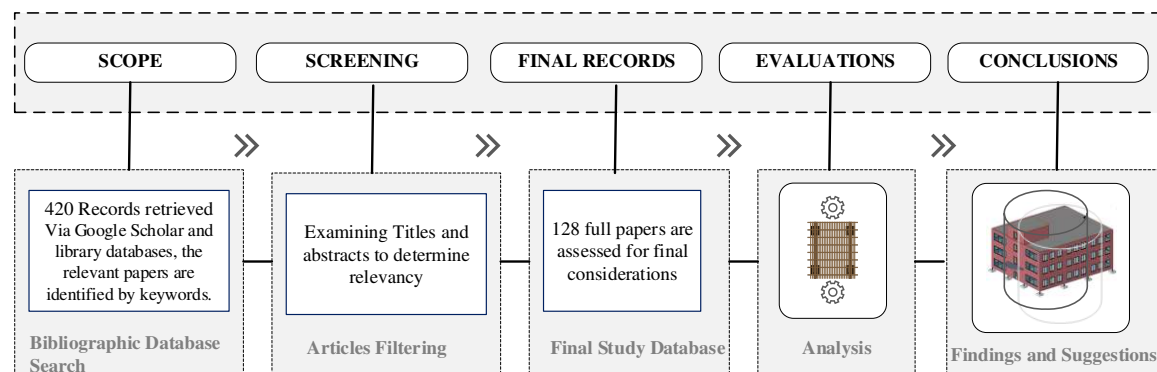 SCOPE
SCREENING
FINAL RECORDS
EVALUATIONS
CONCLUSIONS
420 Records retrieved
Via Google Scholar and
library databases, the
relevant papers are
identified by keywords.
Examining Titles and
abstracts to determine
relevancy
128 full papers are
assessed for final
considerations
Bibliographic Database
Search
Articles Filtering
Final Study Database
Analysis
Findings and Suggestions